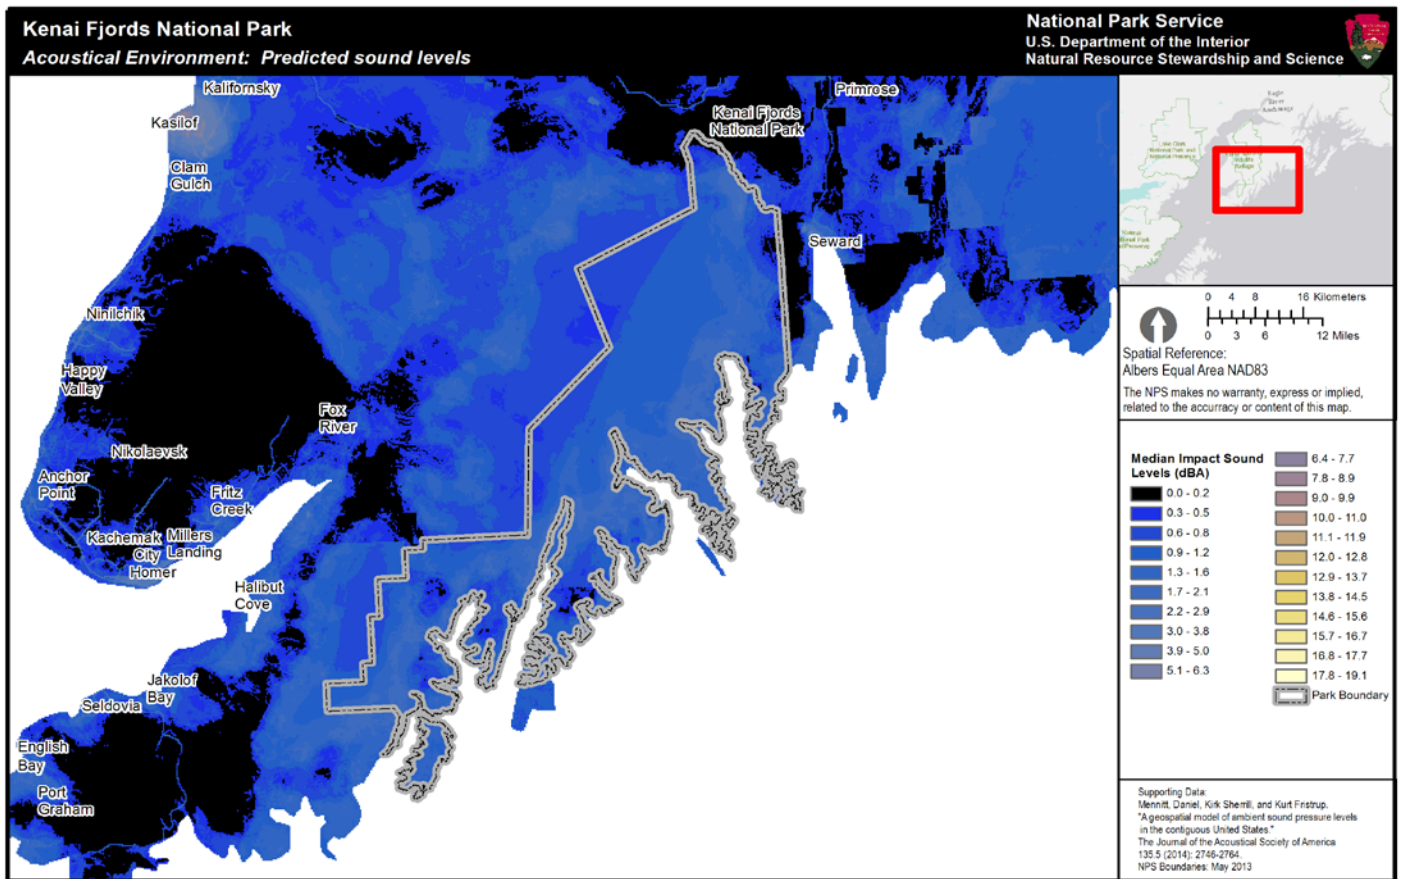 Kenai Fjords National Park
Acoustical Environment: Predicted sound levels
National Park Service
U.S. Department of the Interior
Natural Resource Stewardship and Science
Kalifornsky
Kasilof
Clam
Gulch
Primrose
Kenai Fjords
National Park
Seward
Ninilchik
Happy
Valley
Fox
River
Nikolaevsk
Anchor
Point
Fritz
Creek
Kachemak
City
Millers
Landing
Homer
Halibut
Cove
Jakolof
Bay
Seldovia
English
Bay
Port
Graham
Lake Clark
National Park and
0 4 8 16 Kilometers
0 3 6 12 Miles
Spatial Reference:
Albers Equal Area NAD83
The NPS makes no warranty, express or implied,
related to the accurracy or content of this map.
Median Impact Sound
Levels (dBA)
0.0 - 0.2
0.3 - 0.5
0.6 - 0.8
0.9 - 1.2
1.3 - 1.6
1.7 - 2.1
2.2 - 2.9
3.0 - 3.8
3.9 - 5.0
5.1 - 6.3
6.4 - 7.7
7.8 - 8.9
9.0 - 9.9
10.0 - 11.0
11.1 - 11.9
12.0 - 12.8
12.9 - 13.7
13.8 - 14.5
14.6 - 15.6
15.7 - 16.7
16.8 - 17.7
17.8 - 19.1
Park Boundary
Supporting Data:
Mennitt, Daniel, Kirk Sherrill, and Kurt Fristrup.
"A geospatial model of ambient sound pressure levels
in the contiguous United States."
The Journal of the Acoustical Society of America
135.5 (2014): 2746-2764.
NPS Boundaries: May 2013